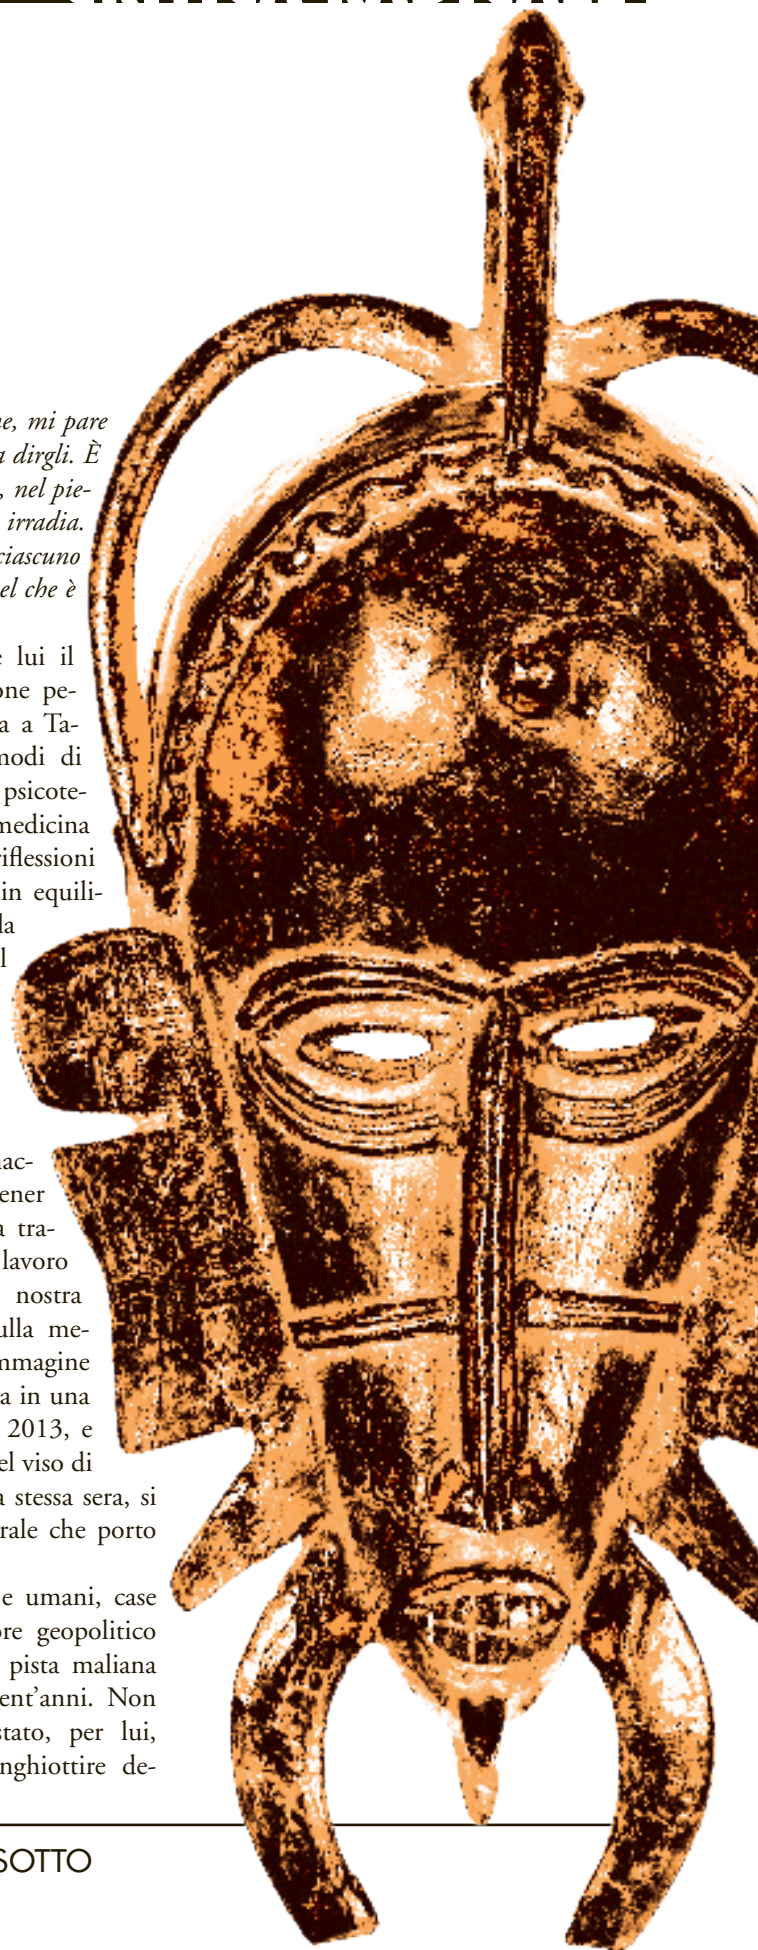 e, mi pare
a dirgli. È
, nel pie-
irradia.
ciascuno
el che è
e lui il
one pe-
a a Ta-
modi di
psicote-
medicina
riflessioni
in equili-
la
l
nac-
ener
a tra-
lavoro
nostra
ulla me-
mmagine
a in una
2013, e
el viso di
a stessa sera, si
rale che porto
e umani, case
ore geopolitico
pista maliana
ent'anni. Non
stato, per lui,
nghiottire de-
SOTTO